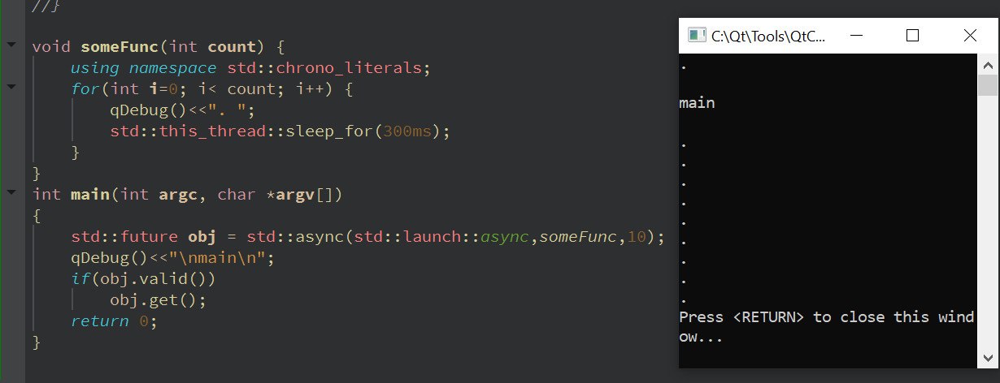 //}
void someFunc(int count) {
    using namespace std::chrono_literals;
    for(int i=0; i< count; i++) {
        qDebug()<<". ";
        std::this_thread::sleep_for(300ms);
    }
}
int main(int argc, char *argv[])
{
    std::future obj = std::async(std::launch::async,someFunc,10);
    qDebug()<<"\nmain\n";
    if(obj.valid())
        obj.get();
    return 0;
}
C:\Qt\Tools\QtC...
.
main
.
.
.
.
.
.
.
.
.
Press <RETURN> to close this wind
ow...